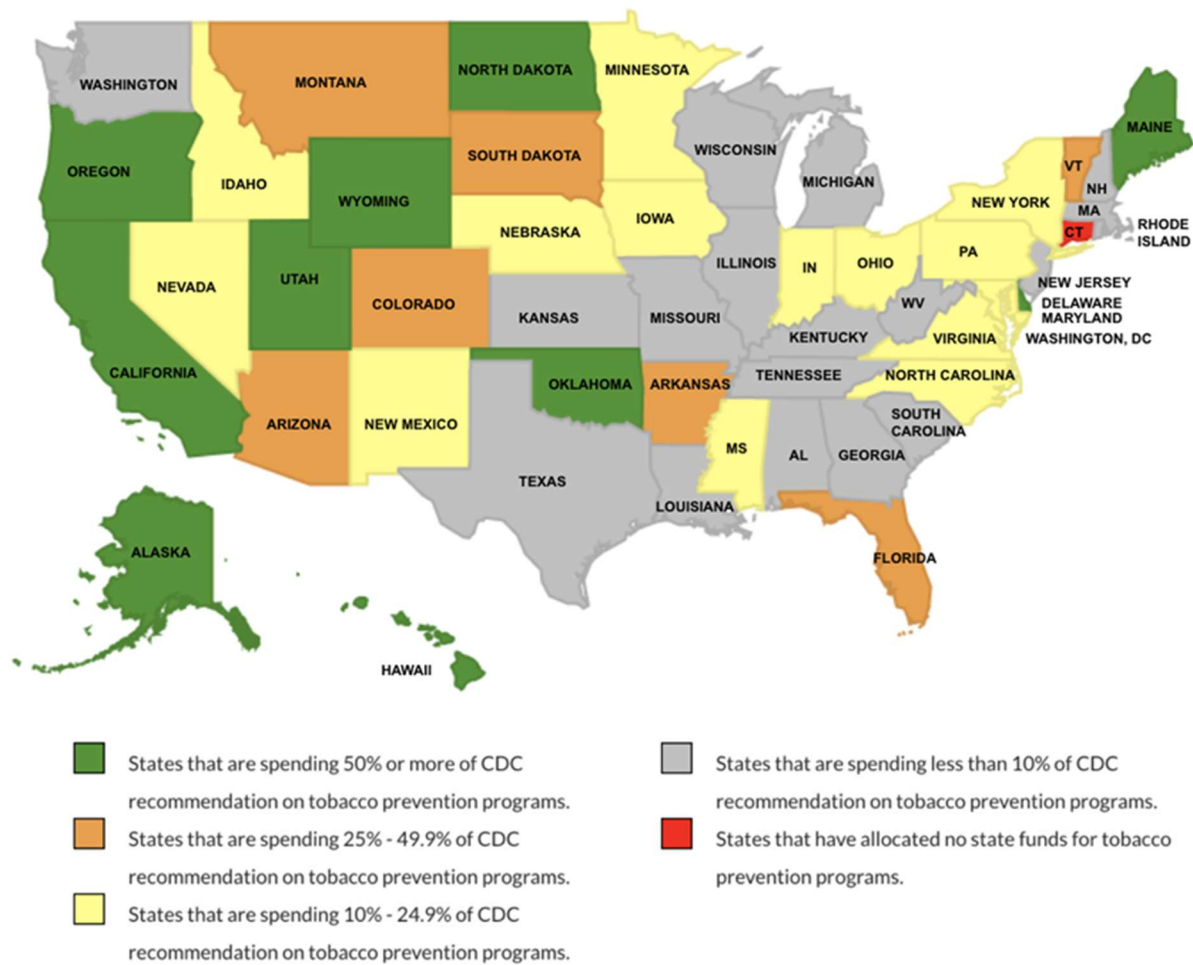 WASHINGTON
MONTANA
NORTH DAKOTA
MINNESOTA
MAINE
OREGON
IDAHO
SOUTH DAKOTA
WISCONSIN
MICHIGAN
VT
NH
NEW YORK
MA
WYOMING
CT
RHODE
ISLAND
NEBRASKA
IOWA
PA
NEVADA
UTAH
COLORADO
ILLINOIS
IN
OHIO
NEW JERSEY
DELAWARE
MARYLAND
WASHINGTON, DC
KANSAS
MISSOURI
WV
KENTUCKY
VIRGINIA
CALIFORNIA
OKLAHOMA
ARKANSAS
TENNESSEE
NORTH CAROLINA
ARIZONA
NEW MEXICO
SOUTH
CAROLINA
MS
AL
GEORGIA
TEXAS
LOUISIANA
ALASKA
FLORIDA
HAWAII
States that are spending 50% or more of CDC
recommendation on tobacco prevention programs.
States that are spending 25% - 49.9% of CDC
recommendation on tobacco prevention programs.
States that are spending 10% - 24.9% of CDC
recommendation on tobacco prevention programs.
States that are spending less than 10% of CDC
recommendation on tobacco prevention programs.
States that have allocated no state funds for tobacco
prevention programs.